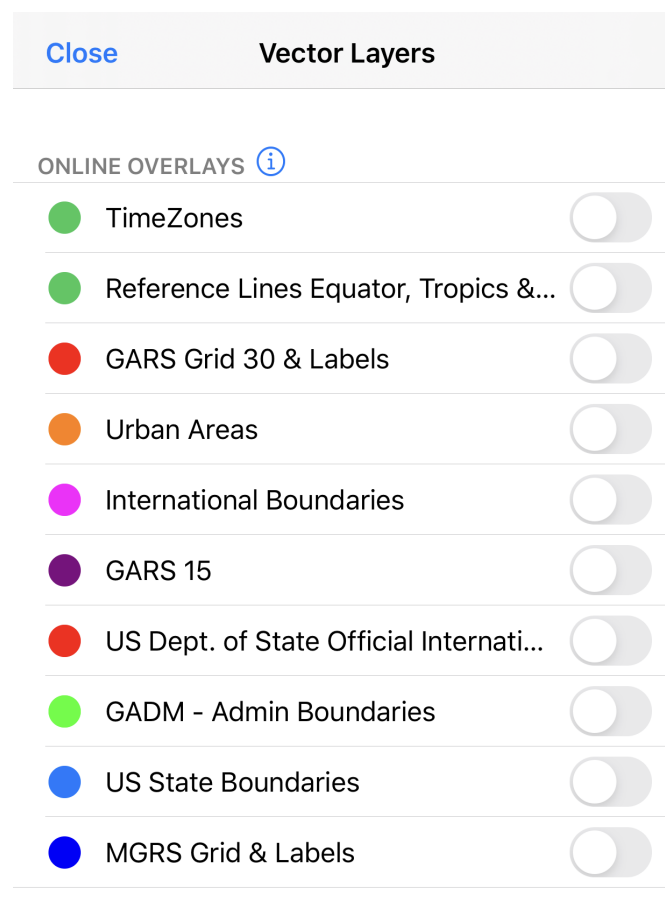 Close
Vector Layers
ONLINE OVERLAYS
TimeZones
Reference Lines Equator, Tropics &...
GARS Grid 30 & Labels
Urban Areas
International Boundaries
GARS 15
US Dept. of State Official Internati...
GADM - Admin Boundaries
US State Boundaries
MGRS Grid & Labels